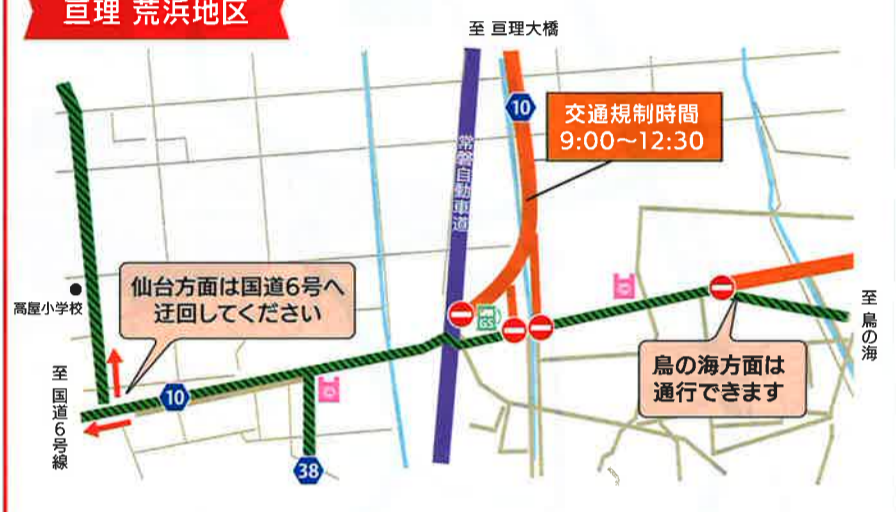 亘理 荒浜地区
至 亘理大橋
10
交通規制時間
9:00〜12:30
常磐自動車道
仙台方面は国道6号へ
迂回してください
高屋小学校
GS
至 鳥の海
鳥の海方面は
通行できます
至 国道6号線
10
38